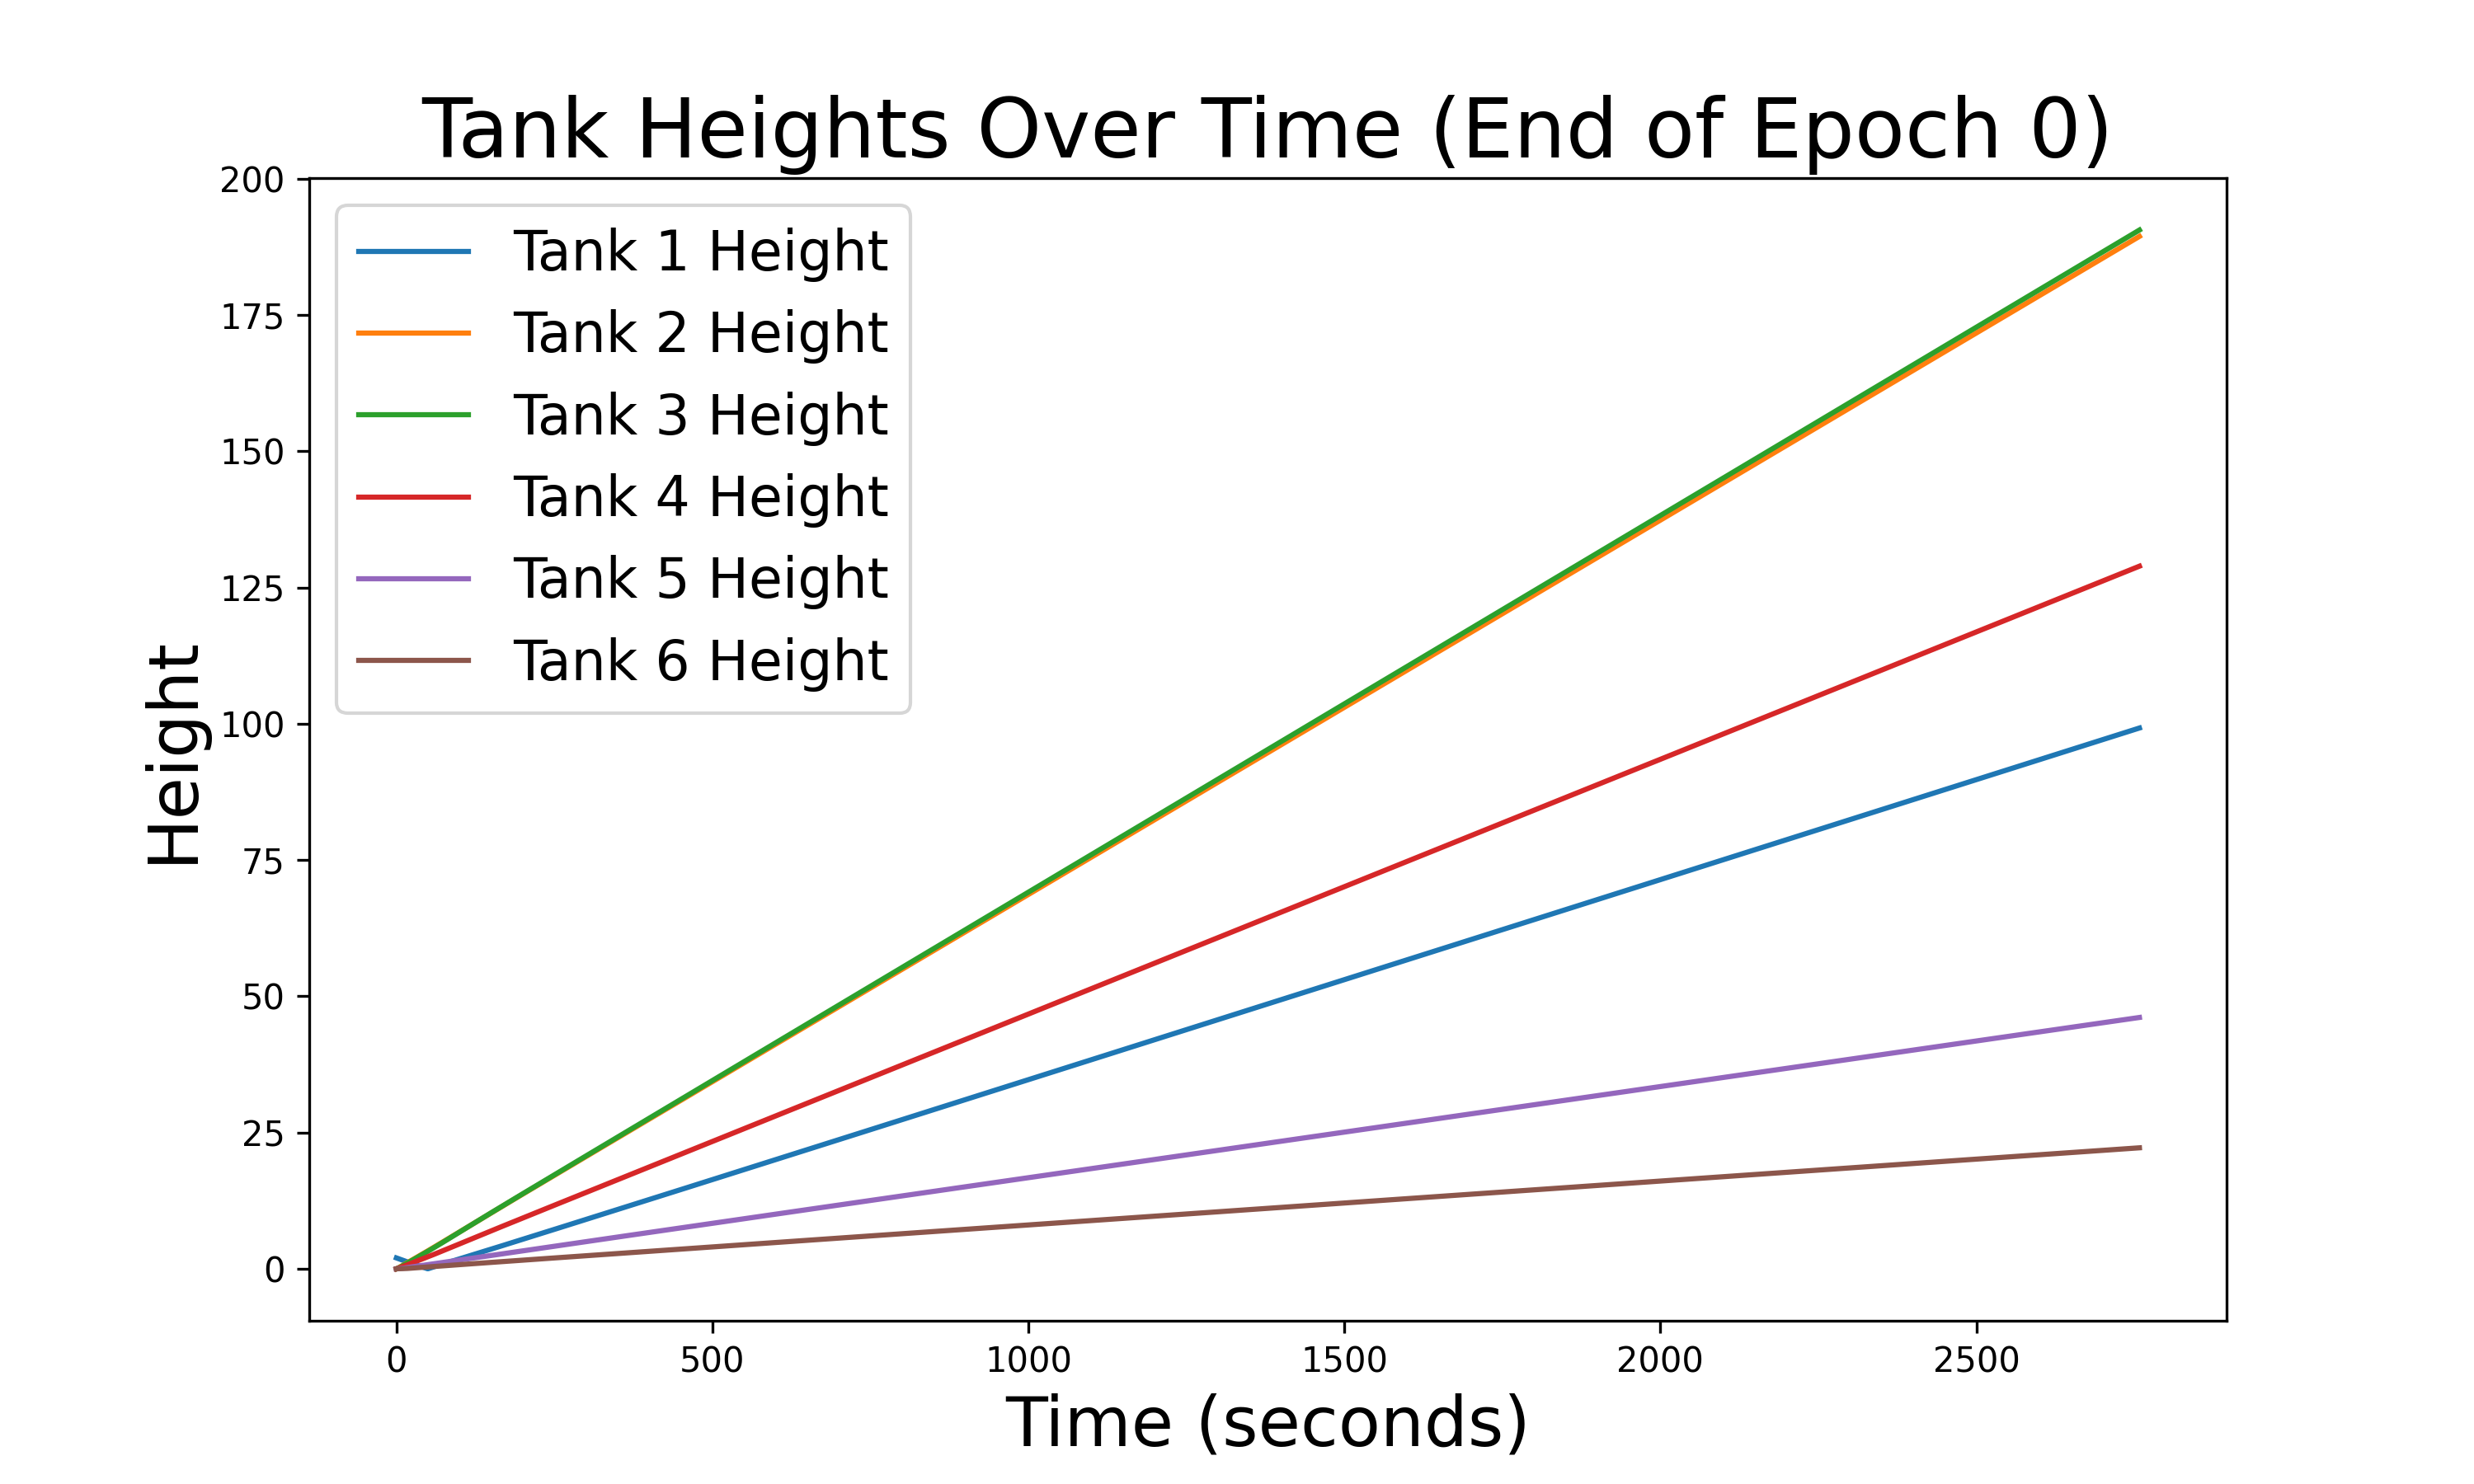 Tank Heights Over Time (End of Epoch 0)
200
175
150
125
100
75
50
25
0
Height
Tank 1 Height
Tank 2 Height
Tank 3 Height
Tank 4 Height
Tank 5 Height
Tank 6 Height
0 500 1000 1500 2000 2500
Time (seconds)